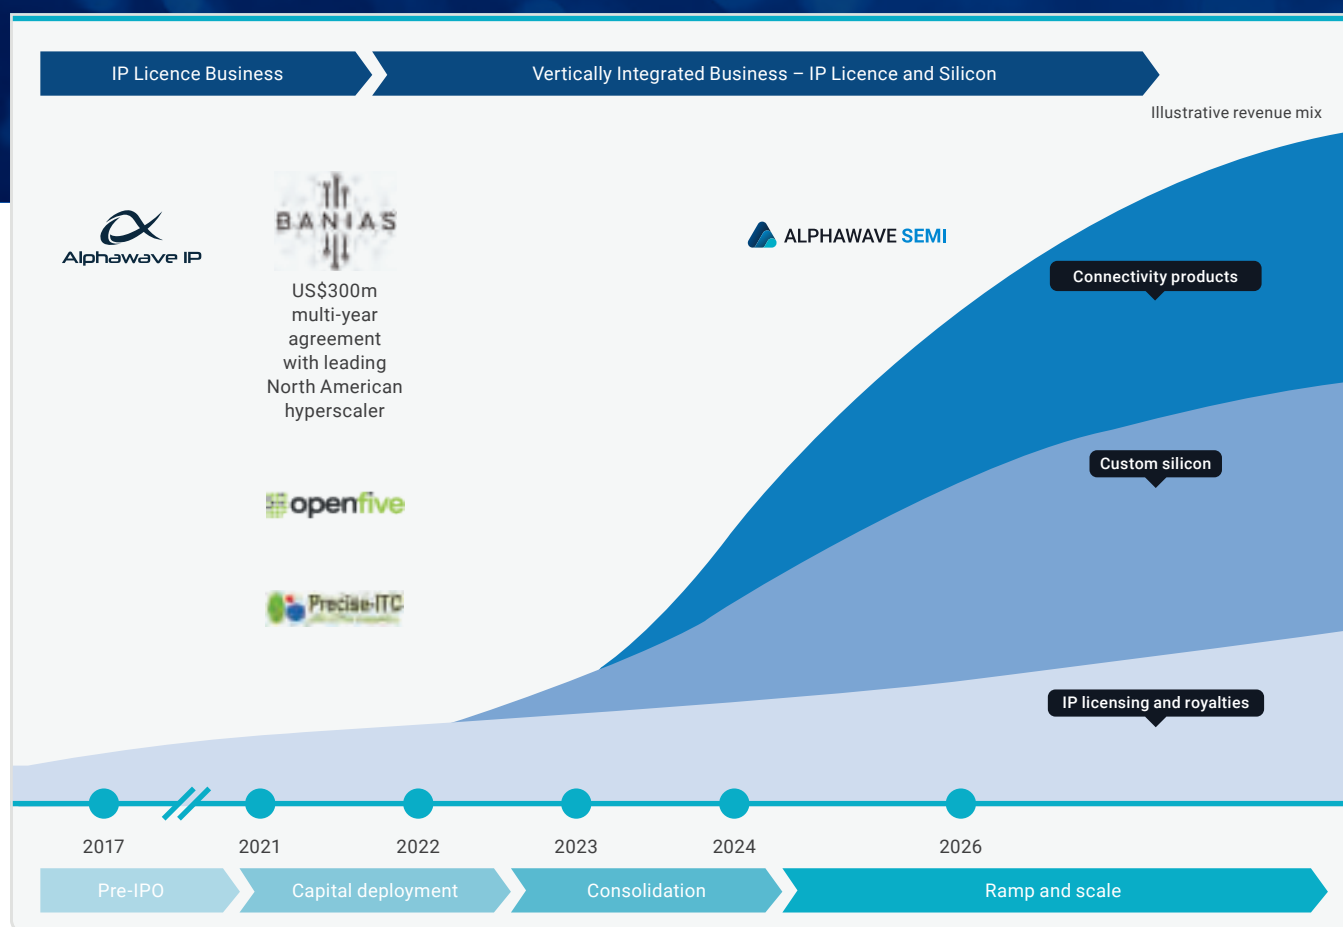 IP Licence Business
Vertically Integrated Business – IP Licence and Silicon
Illustrative revenue mix
Alphawave IP
BANIAS
US$300m
multi-year
agreement
with leading
North American
hyperscaler
openfive
Precise-ITC
ALPHAWAVE SEMI
Connectivity products
Custom silicon
IP licensing and royalties
2017
2021
2022
2023
2024
2026
Pre-IPO
Capital deployment
Consolidation
Ramp and scale